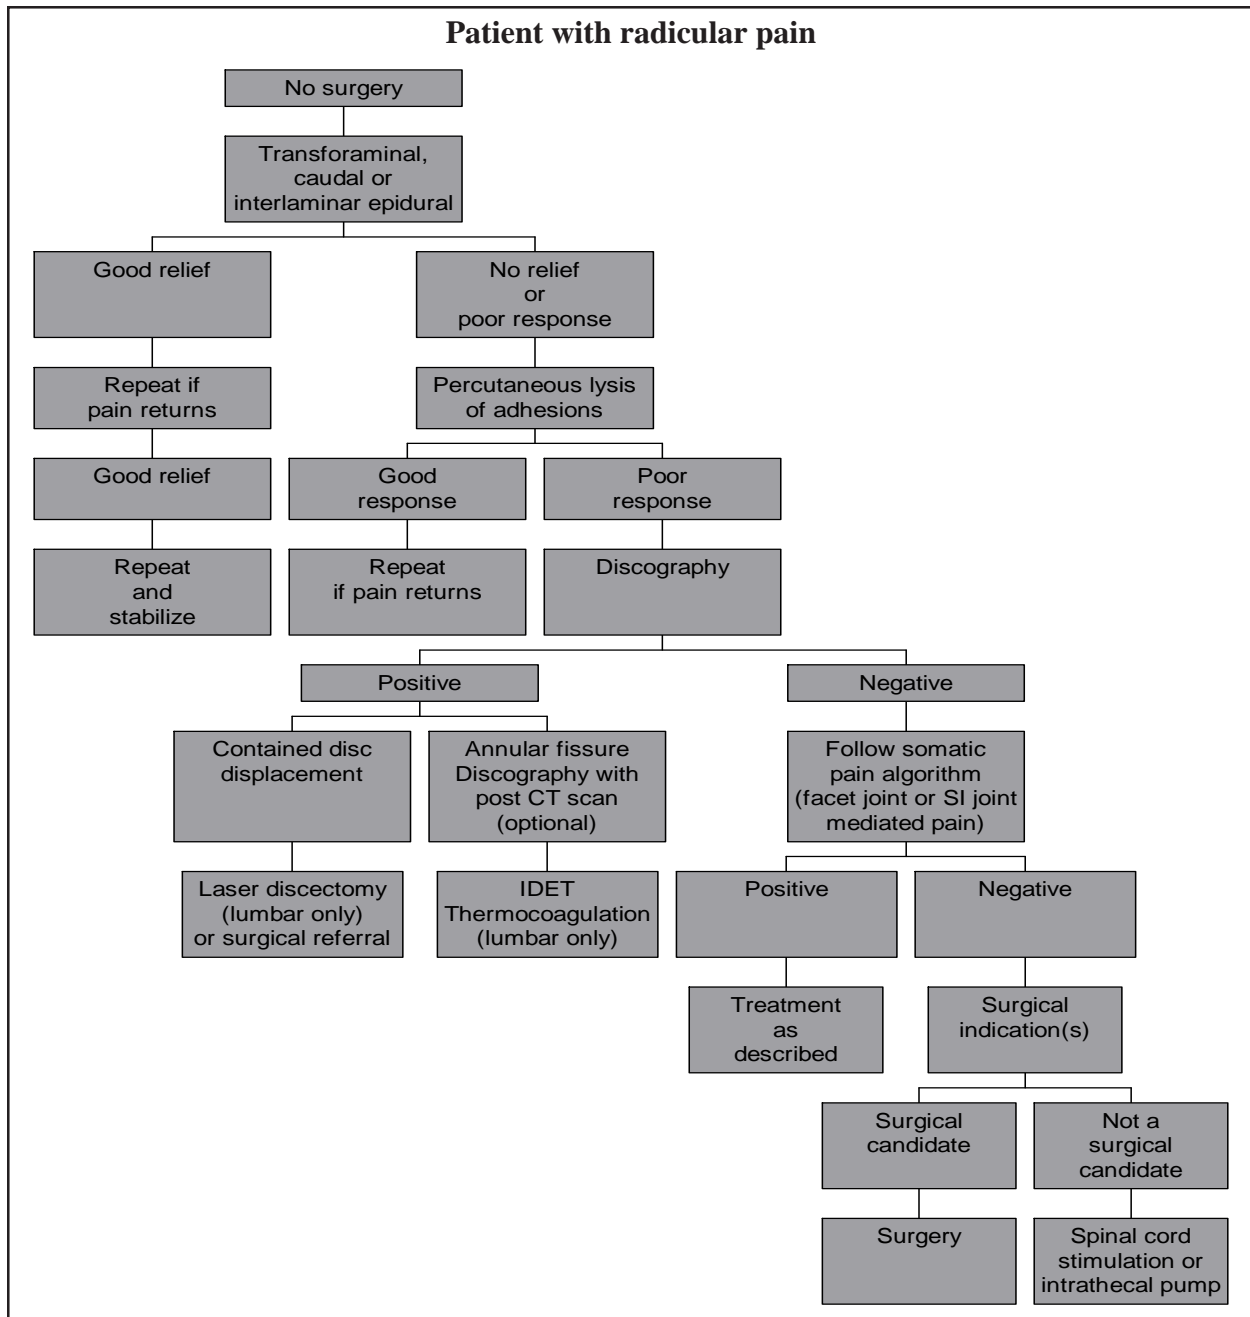 Patient with radicular pain
No surgery
Transforaminal,
caudal or
interlaminar epidural
Good relief
No relief
or
poor response
Repeat if
pain returns
Percutaneous lysis
of adhesions
Good relief
Good
response
Poor
response
Repeat
and
stabilize
Repeat
if pain returns
Discography
Positive
Negative
Contained disc
displacement
Annular fissure
Discography with
post CT scan
(optional)
Follow somatic
pain algorithm
(facet joint or SI joint
mediated pain)
Laser discectomy
(lumbar only)
or surgical referral
IDET
Thermocoagulation
(lumbar only)
Positive
Negative
Treatment
as
described
Surgical
indication(s)
Surgical
candidate
Not a
surgical
candidate
Surgery
Spinal cord
stimulation or
intrathecal pump